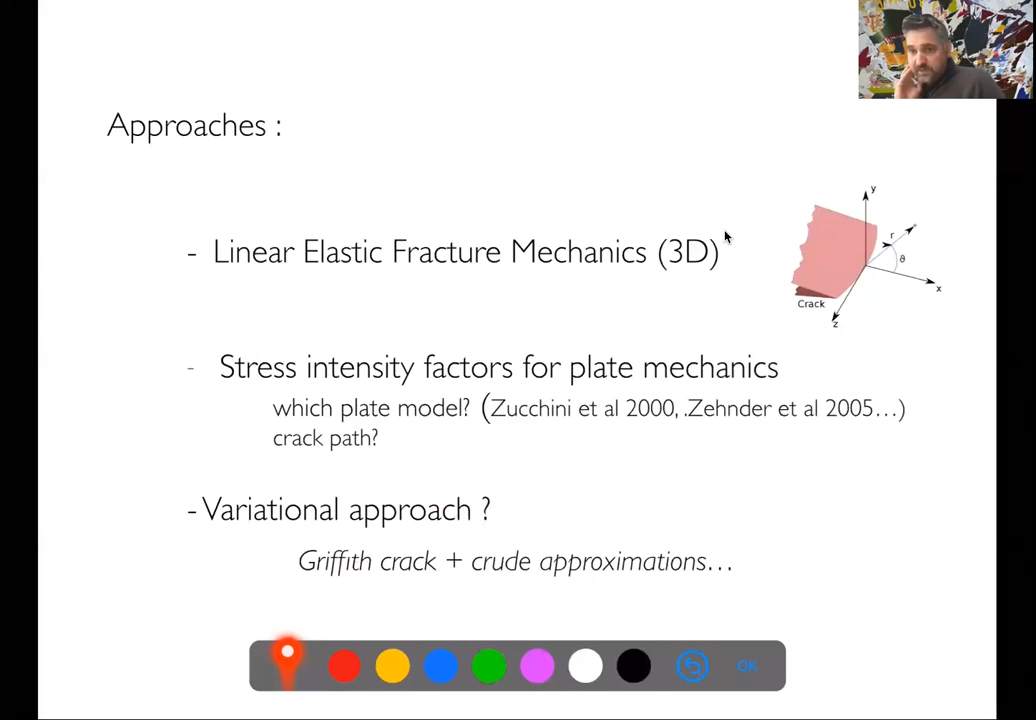 Approaches :
- Linear Elastic Fracture Mechanics (3D)
y
r
θ
x
Crack
z
- Stress intensity factors for plate mechanics
which plate model? (Zucchini et al 2000, .Zehnder et al 2005...)
crack path?
- Variational approach ?
Griffith crack + crude approximations...
OK